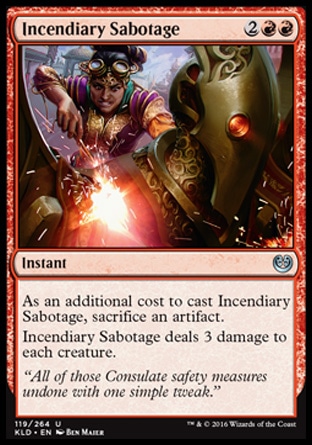 Incendiary Sabotage 2
Instant
As an additional cost to cast Incendiary
Sabotage, sacrifice an artifact.
Incendiary Sabotage deals 3 damage to
each creature.
“All of those Consulate safety measures
undone with one simple tweak.”
119/264 U
KLD • EN Ben Maier ™ & © 2016 Wizards of the Coast